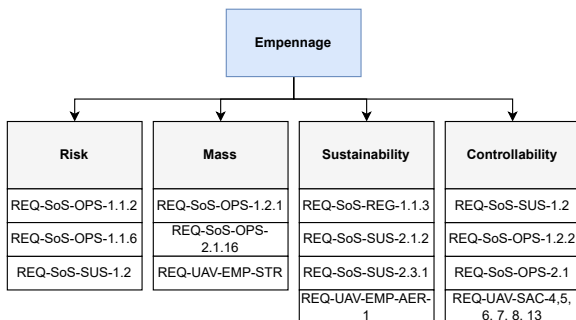 Empennage
Risk
REQ-SoS-OPS-1.1.2
REQ-SoS-OPS-1.1.6
REQ-SoS-SUS-1.2
Mass
REQ-SoS-OPS-1.2.1
REQ-SoS-OPS-
2.1.16
REQ-UAV-EMP-STR
Sustainability
REQ-SoS-REG-1.1.3
REQ-SoS-SUS-2.1.2
REQ-SoS-SUS-2.3.1
REQ-UAV-EMP-AER-
1
Controllability
REQ-SoS-SUS-1.2
REQ-SoS-OPS-1.2.2
REQ-SoS-OPS-2.1
REQ-UAV-SAC-4,5,
6, 7, 8, 13